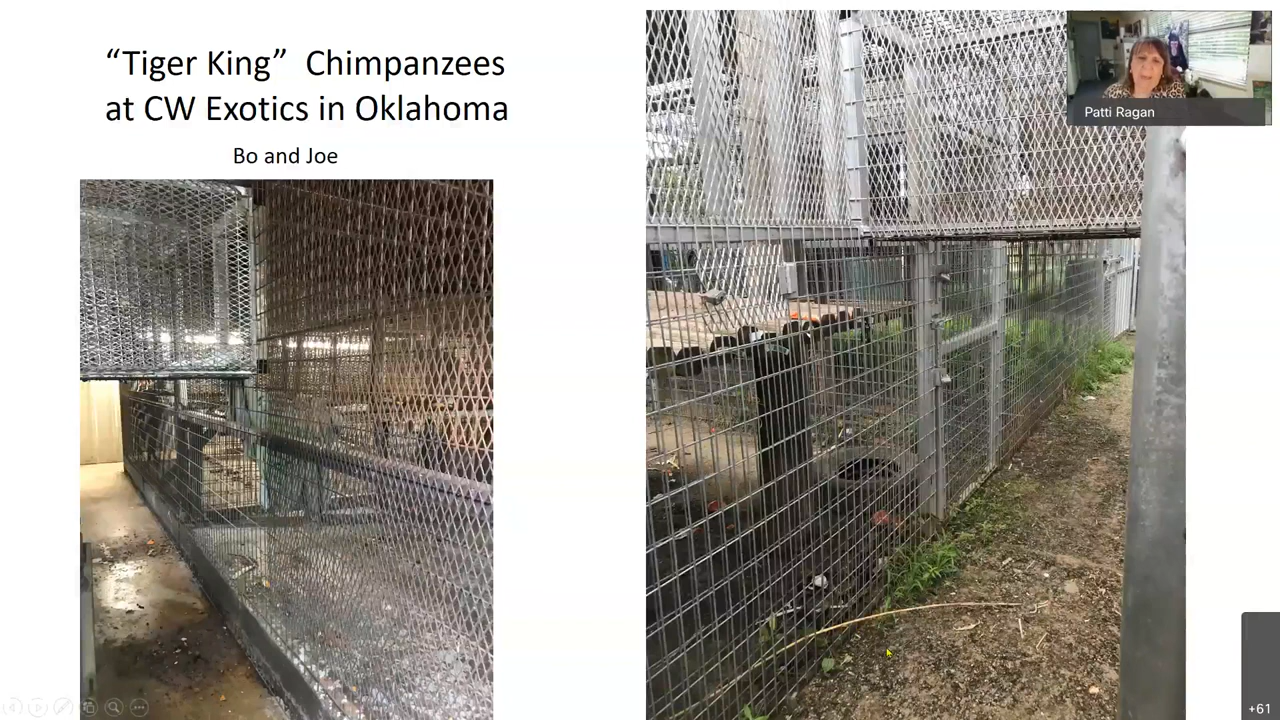 “Tiger King”  Chimpanzees
at CW Exotics in Oklahoma
Bo and Joe
Patti Ragan
+61